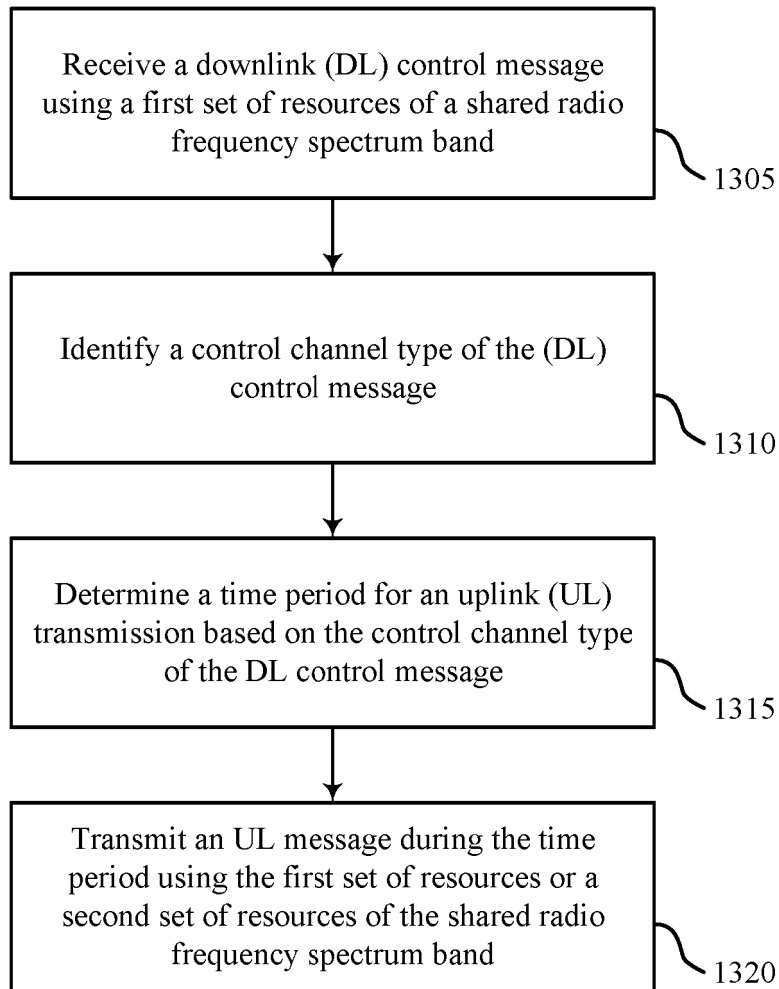 Receive a downlink (DL) control message
using a first set of resources of a shared radio
frequency spectrum band
1305
Identify a control channel type of the (DL)
control message
1310
Determine a time period for an uplink (UL)
transmission based on the control channel type
of the DL control message
1315
Transmit an UL message during the time
period using the first set of resources or a
second set of resources of the shared radio
frequency spectrum band
1320